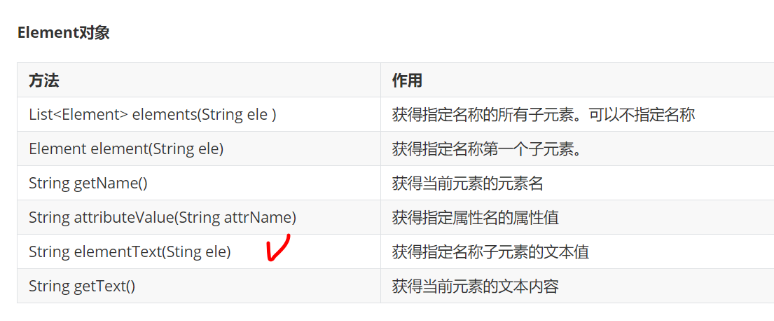 Element对象
方法 作用
List<Element> elements(String ele ) 获得指定名称的所有子元素。可以不指定名称
Element element(String ele) 获得指定名称第一个子元素。
String getName() 获得当前元素的元素名
String attributeValue(String attrName) 获得指定属性名的属性值
String elementText(Sting ele) 获得指定名称子元素的文本值
String getText() 获得当前元素的文本内容